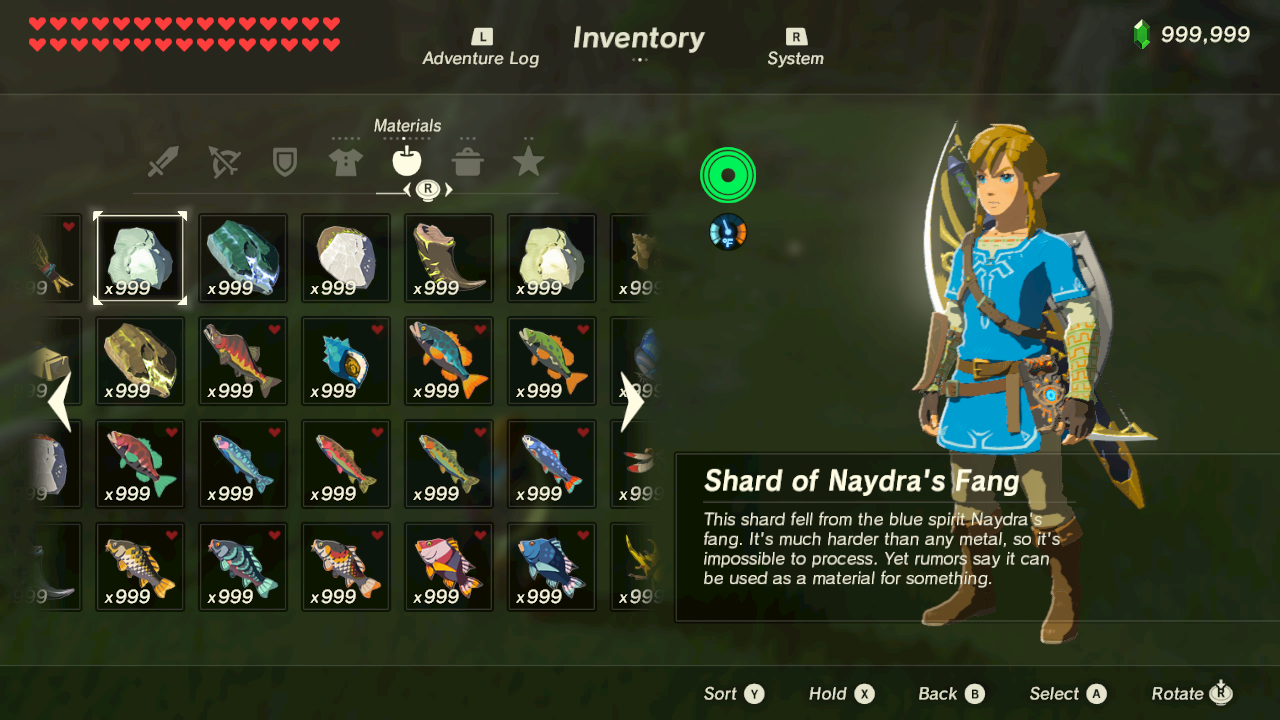 L
Inventory
R
999,999
Adventure Log
System
Materials
R
x999 x999 x999 x999 x999
x999 x999 x999 x999 x999
x999 x999 x999 x999 x999
x999 x999 x999 x999 x999
°F
Shard of Naydra's Fang
This shard fell from the blue spirit Naydra's
fang. It's much harder than any metal, so it's
impossible to process. Yet rumors say it can
be used as a material for something.
Sort Y Hold X Back B Select A Rotate R